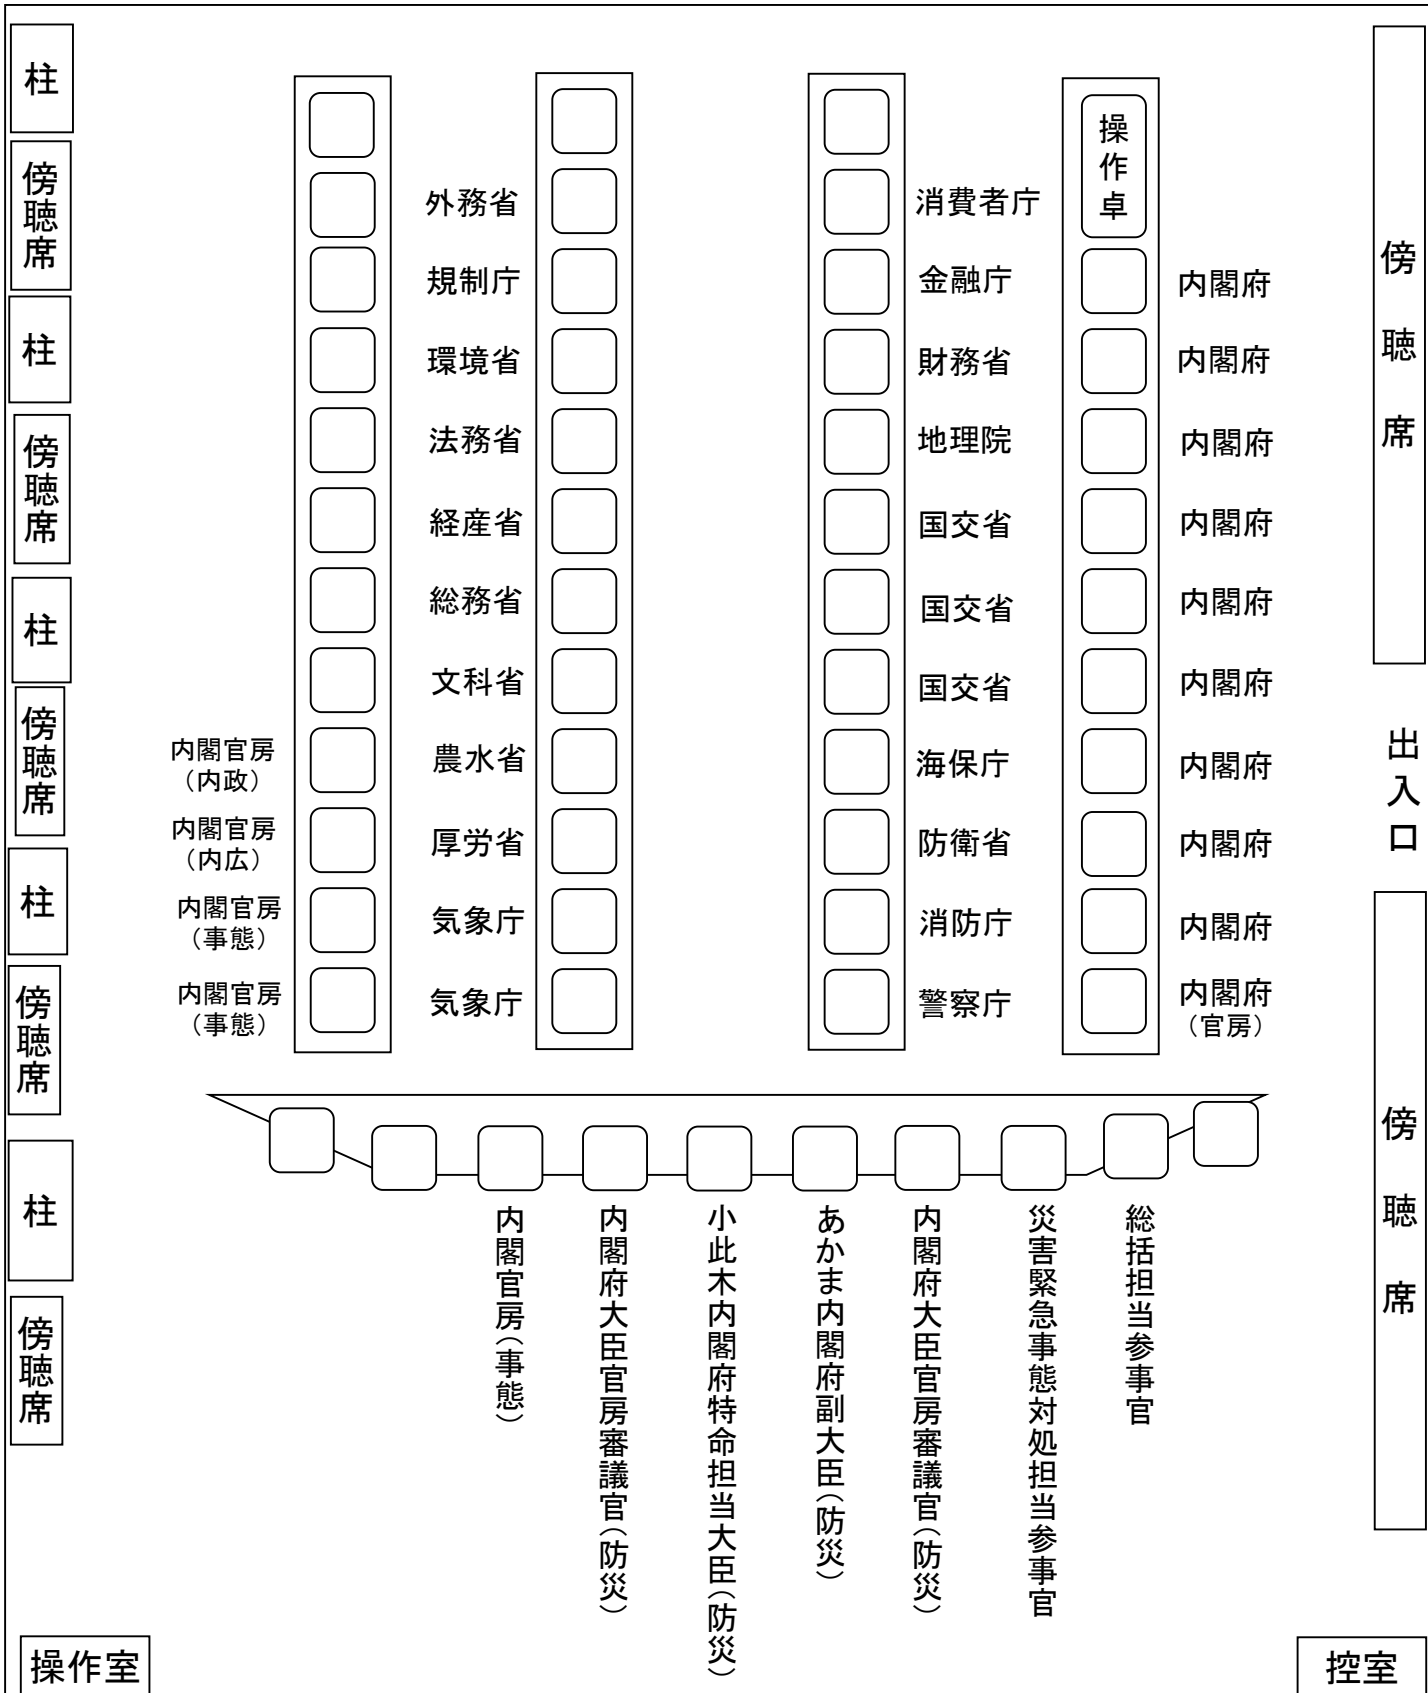 柱
傍聴席
柱
傍聴席
柱
傍聴席
柱
傍聴席
柱
傍聴席
操作室
内閣官房
（内政）
内閣官房
（内広）
内閣官房
（事態）
内閣官房
（事態）
外務省
規制庁
環境省
法務省
経産省
総務省
文科省
農水省
厚労省
気象庁
気象庁
消費者庁
金融庁
財務省
地理院
国交省
国交省
国交省
海保庁
防衛省
消防庁
警察庁
操作卓
内閣府
内閣府
内閣府
内閣府
内閣府
内閣府
内閣府
内閣府
内閣府
内閣府
（官房）
内閣官房（事態）
内閣府大臣官房審議官（防災）
小此木内閣府特命担当大臣（防災）
あかま内閣府副大臣（防災）
内閣府大臣官房審議官（防災）
災害緊急事態対処担当参事官
総括担当参事官
傍聴席
出入口
傍聴席
控室